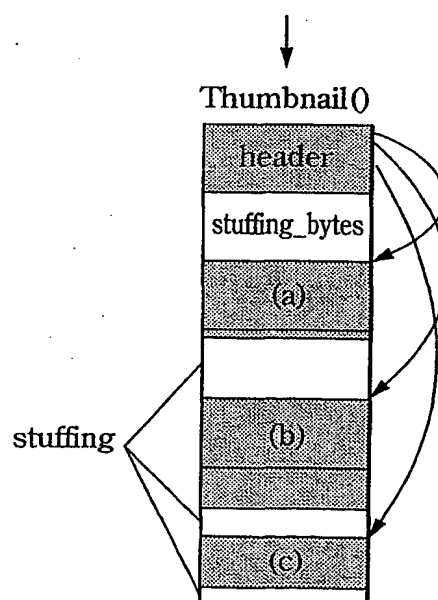 Thumbnail()
header
stuffing_bytes
(a)
stuffing
(b)
(c)